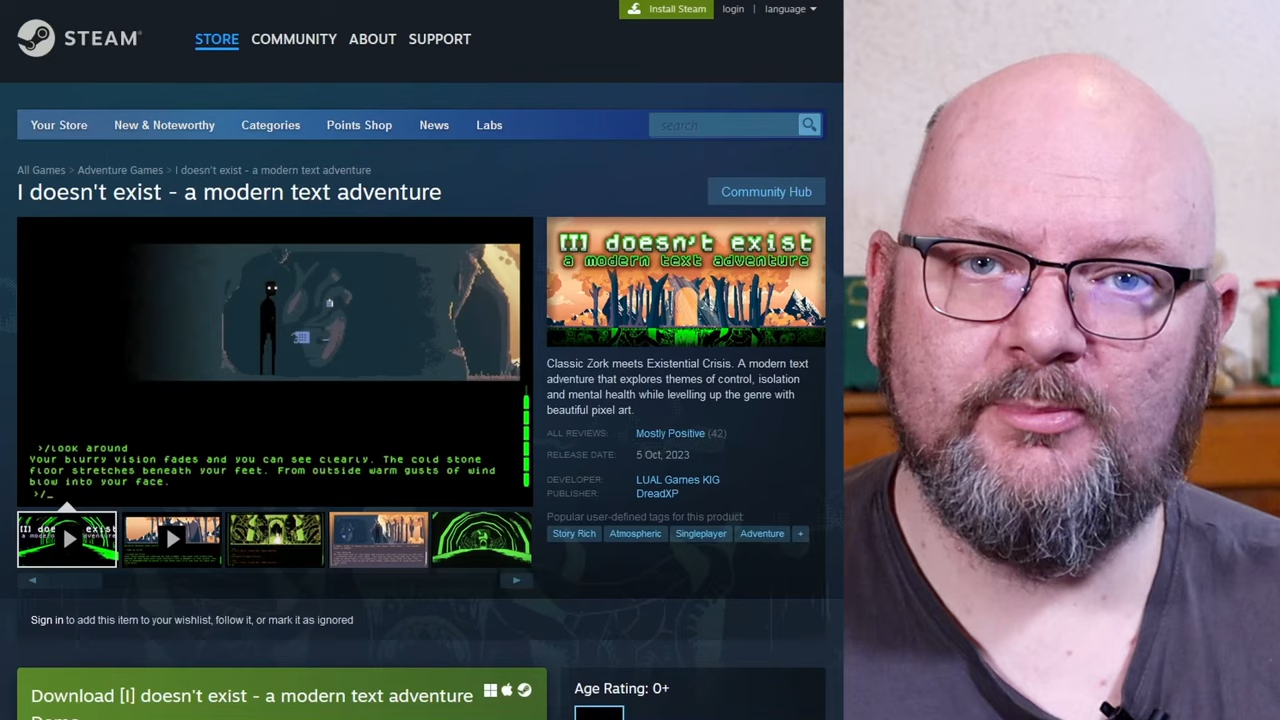 Install Steam
login | language
STEAM®
STORE COMMUNITY ABOUT SUPPORT
Your Store New & Noteworthy Categories Points Shop News Labs
search
All Games > Adventure Games > I doesn't exist - a modern text adventure
I doesn't exist - a modern text adventure
Community Hub
>/look around
Your blurry vision fades and you can see clearly. The cold stone
floor stretches beneath your feet. From outside warm gusts of wind
blow into your face.
>/_
[I] doesn't exist
a modern text adventure
Classic Zork meets Existential Crisis. A modern text
adventure that explores themes of control, isolation
and mental health while levelling up the genre with
beautiful pixel art.
ALL REVIEWS: Mostly Positive (42)
RELEASE DATE: 5 Oct, 2023
DEVELOPER: LUAL Games KIG
PUBLISHER: DreadXP
Popular user-defined tags for this product:
Story Rich Atmospheric Singleplayer Adventure +
Sign in to add this item to your wishlist, follow it, or mark it as ignored
Download [I] doesn't exist - a modern text adventure
Age Rating: 0+